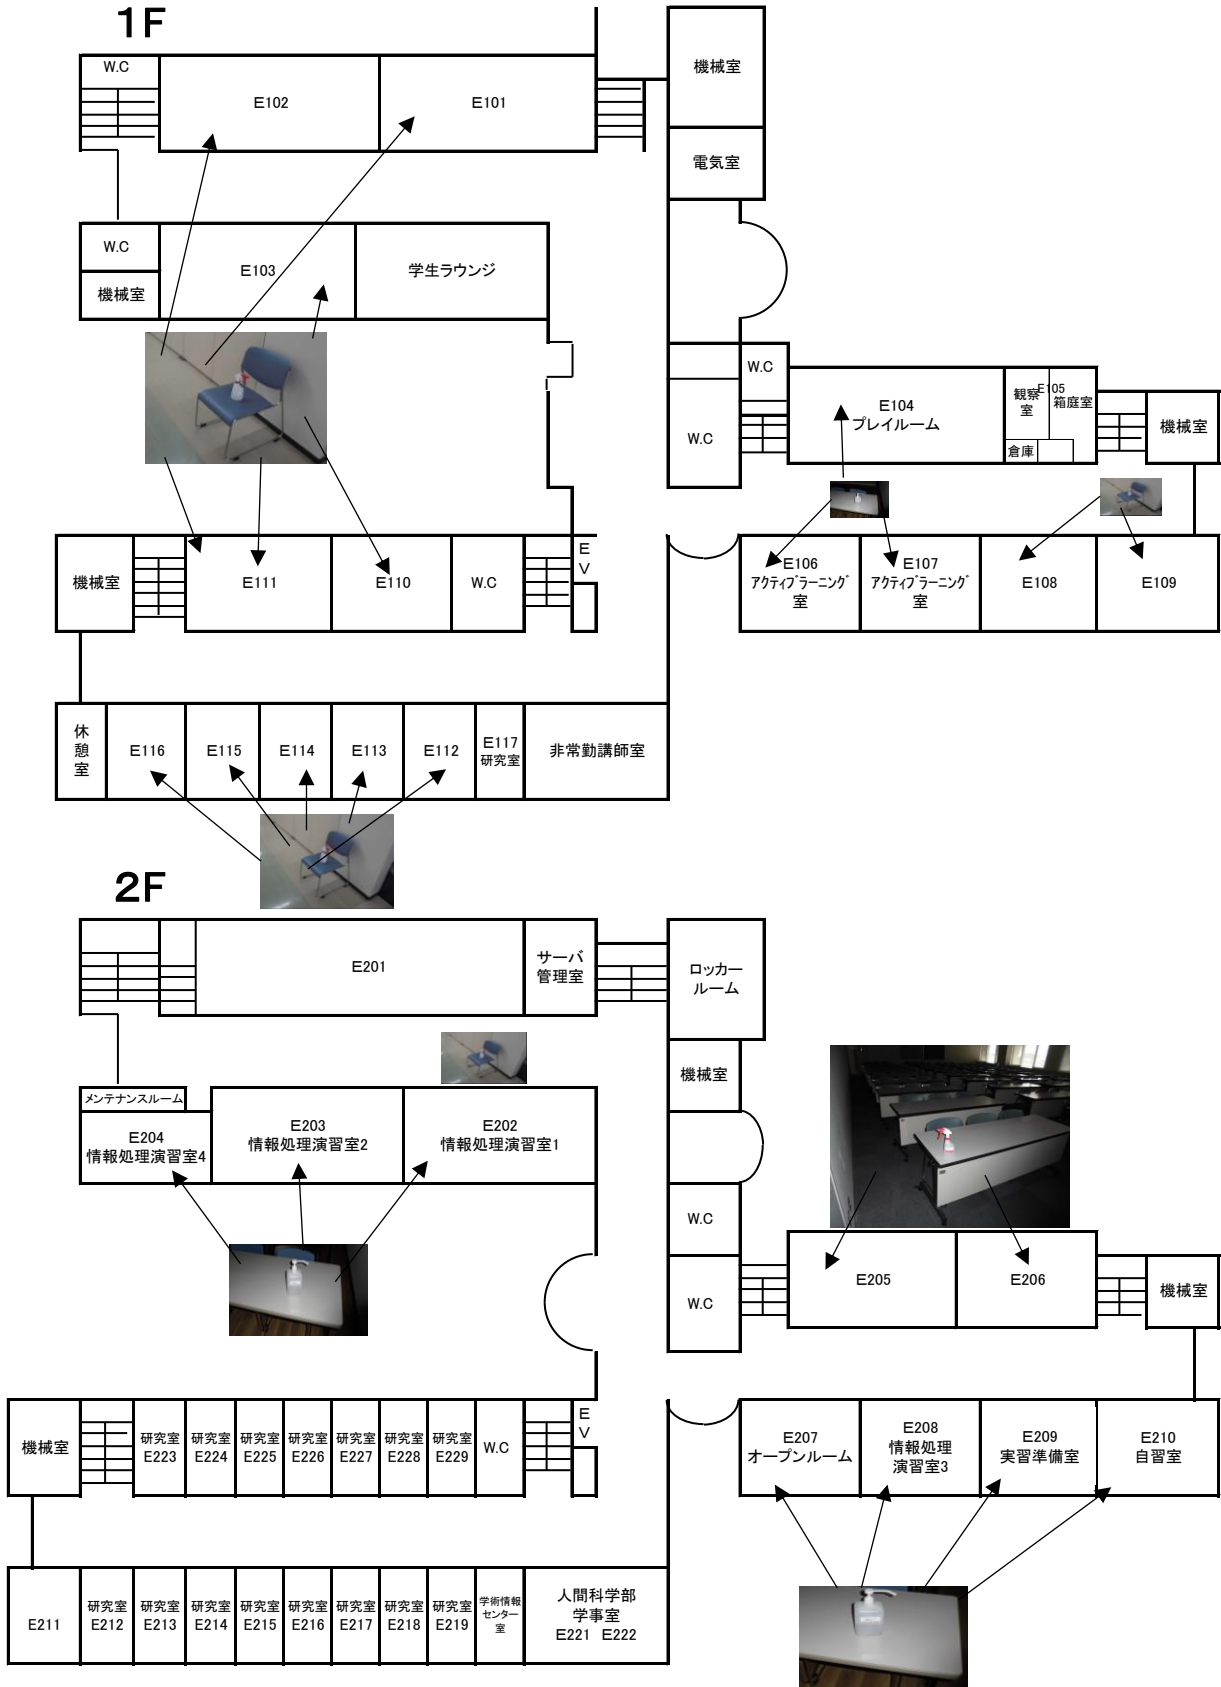 1F
W.C
E102
E101
機械室
電気室
W.C
機械室
E103
学生ラウンジ
W.C
W.C
E104
プレイルーム
観察
室
E105
箱庭室
倉庫
機械室
機械室
E111
E110
W.C
E
V
E106
アクティブラーニング
室
E107
アクティブラーニング
室
E108
E109
休
憩
室
E116
E115
E114
E113
E112
E117
研究室
非常勤講師室
2F
E201
サーバ
管理室
ロッカー
ルーム
機械室
メンテナンスルーム
E204
情報処理演習室4
E203
情報処理演習室2
E202
情報処理演習室1
W.C
W.C
E205
E206
機械室
機械室
研究室
E223
研究室
E224
研究室
E225
研究室
E226
研究室
E227
研究室
E228
研究室
E229
W.C
E
V
E207
オープンルーム
E208
情報処理
演習室3
E209
実習準備室
E210
自習室
E211
研究室
E212
研究室
E213
研究室
E214
研究室
E215
研究室
E216
研究室
E217
研究室
E218
研究室
E219
学術情報
センター
室
人間科学部
学事室
E221 E222